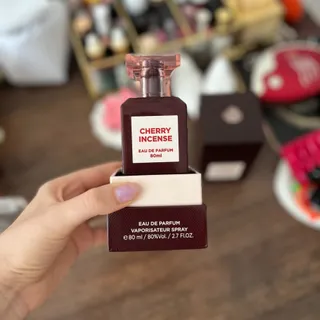 CHERRY
INCENSE
EAU DE PARFUM
80ml
EAU DE PARFUM
VAPORISATEUR SPRAY
℮ 80 ml / 80%Vol. / 2.7 FL.OZ.